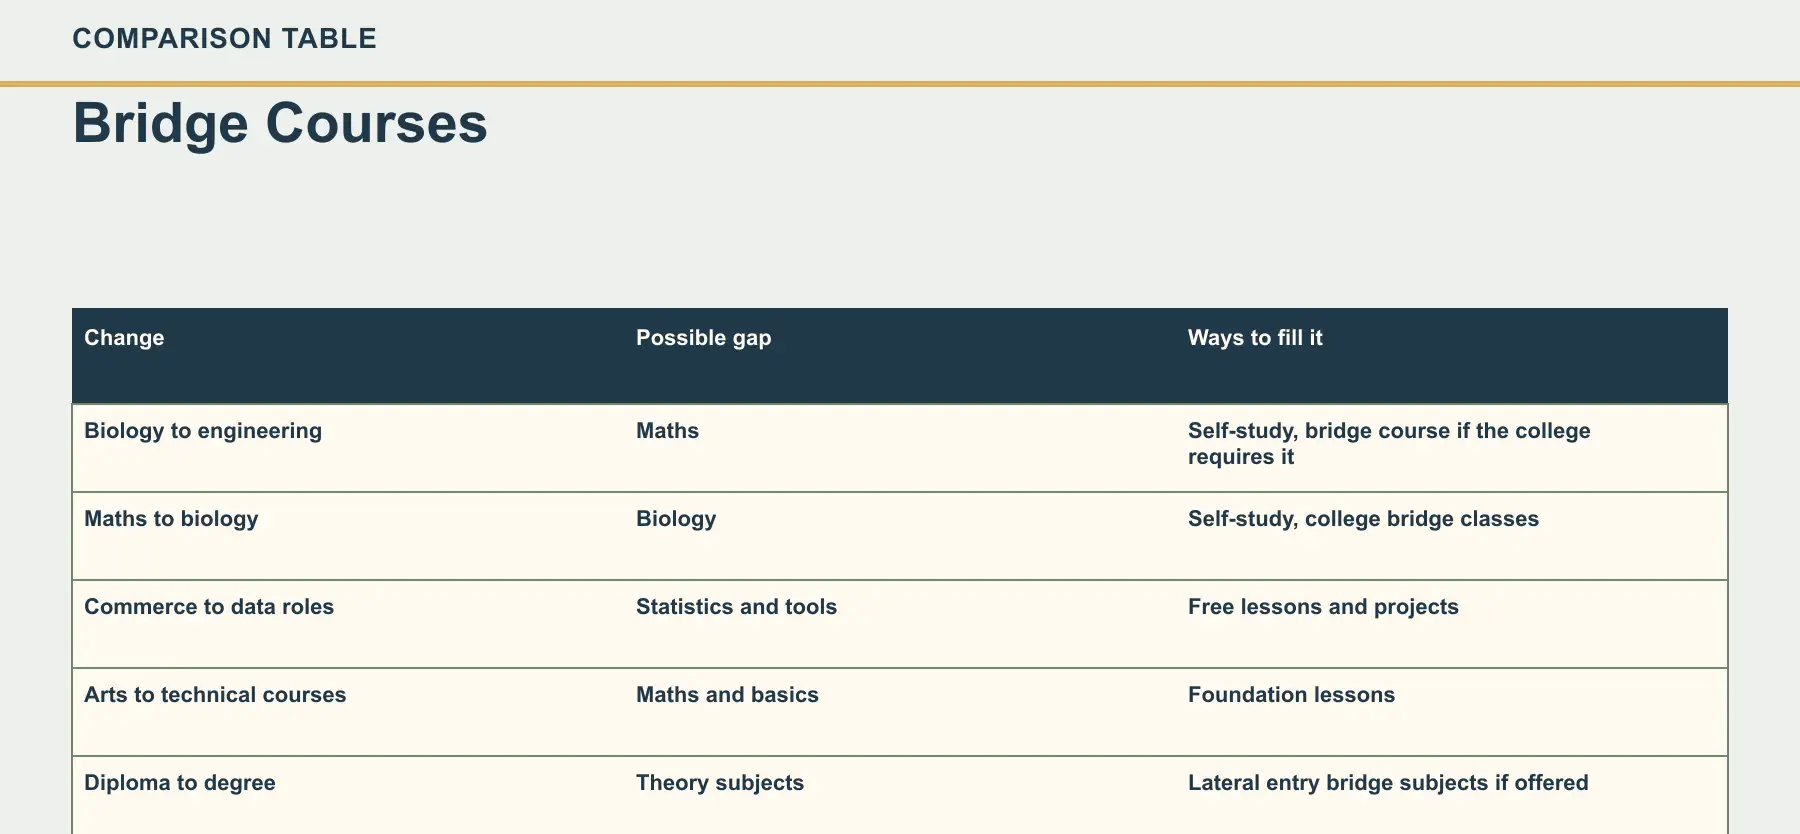 COMPARISON TABLE
Bridge Courses
Change Possible gap Ways to fill it
Biology to engineering Maths Self-study, bridge course if the college
requires it
Maths to biology Biology Self-study, college bridge classes
Commerce to data roles Statistics and tools Free lessons and projects
Arts to technical courses Maths and basics Foundation lessons
Diploma to degree Theory subjects Lateral entry bridge subjects if offered